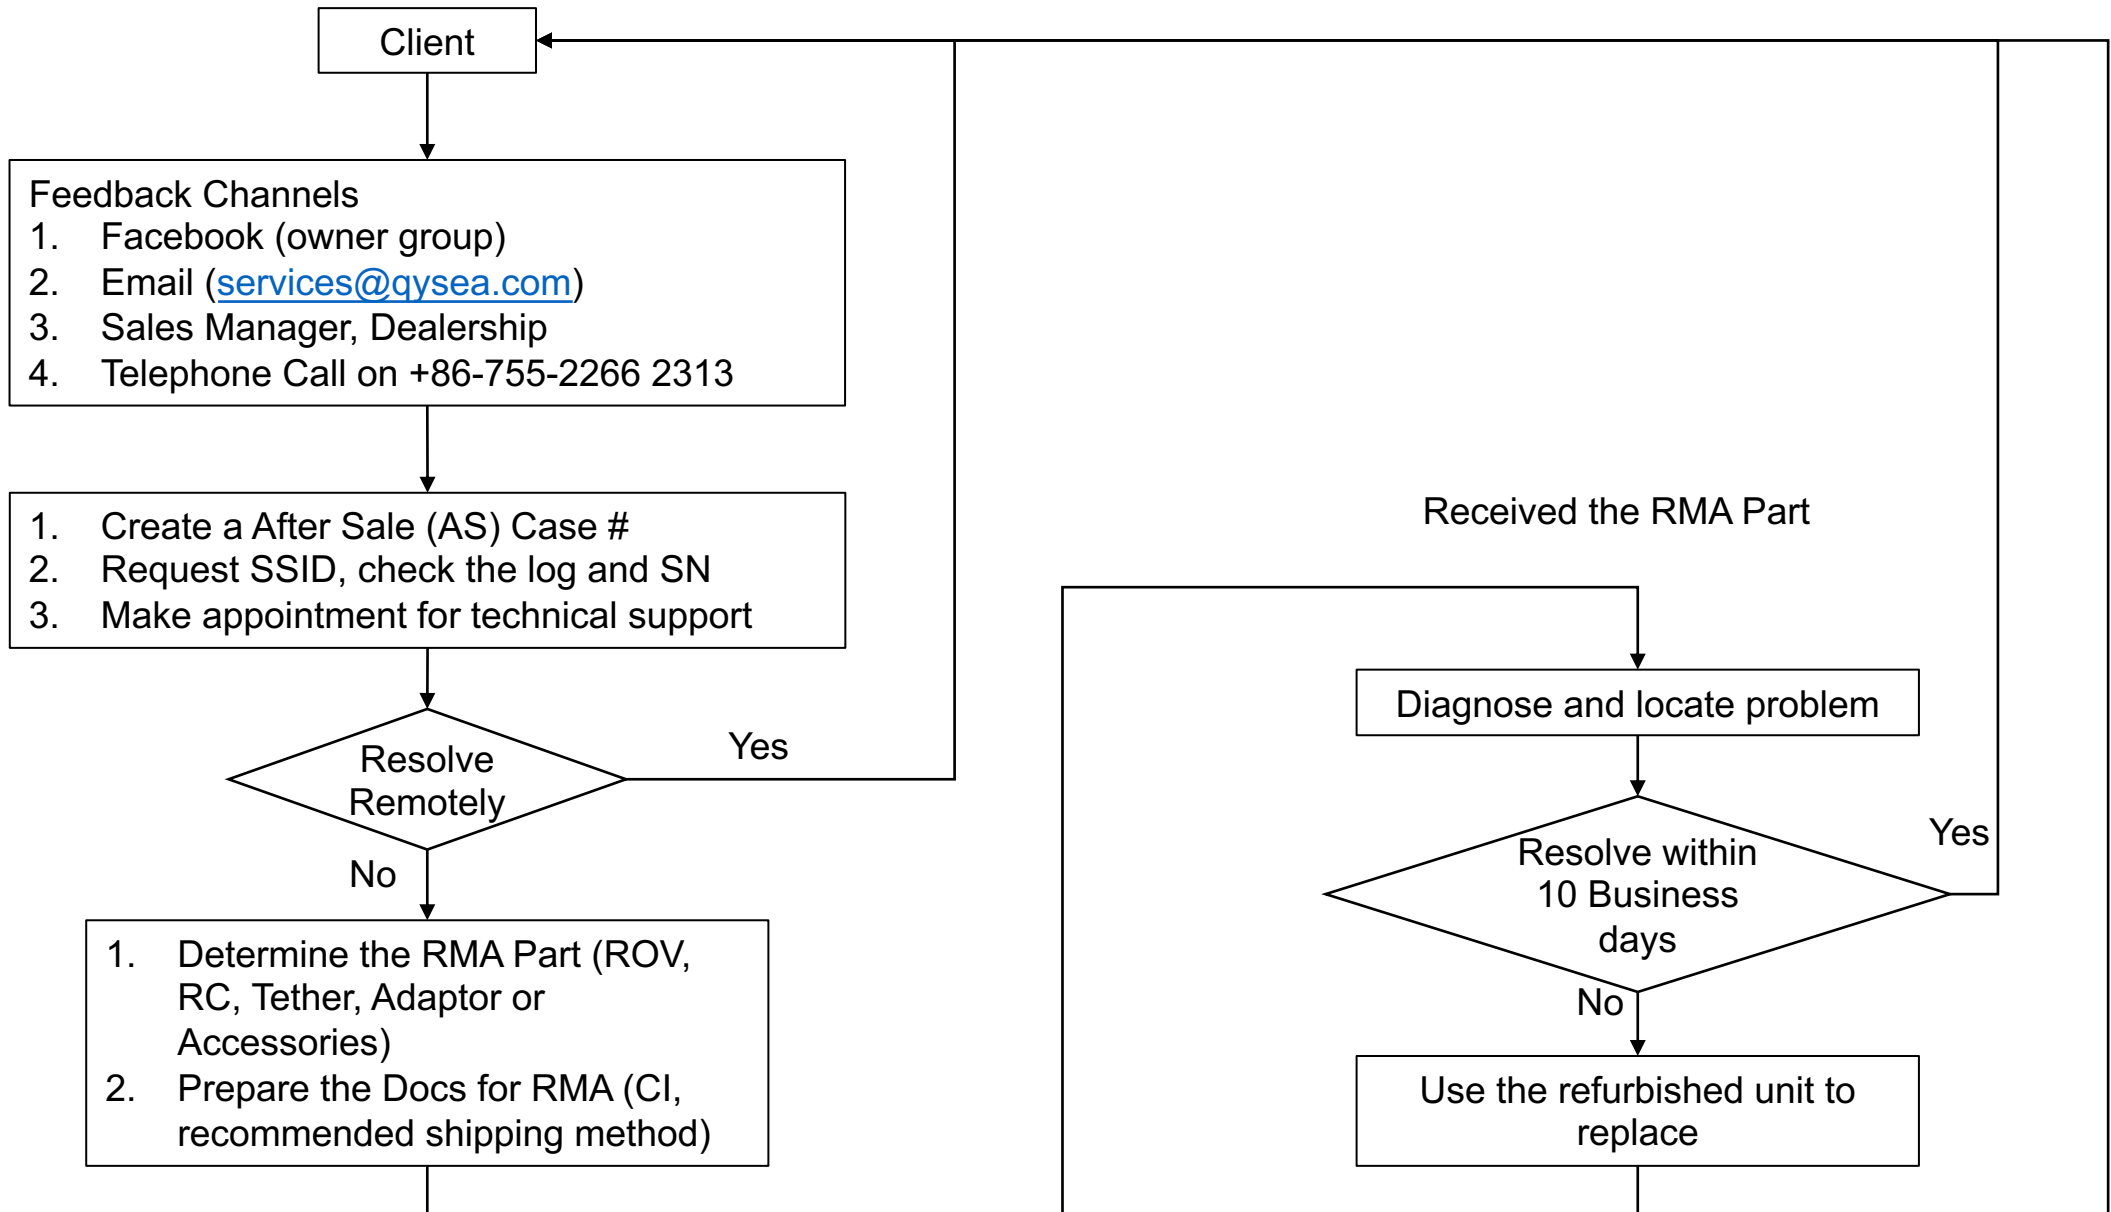 Client
Feedback Channels
1. Facebook (owner group)
2. Email (services@qysea.com)
3. Sales Manager, Dealership
4. Telephone Call on +86-755-2266 2313
1. Create a After Sale (AS) Case #
2. Request SSID, check the log and SN
3. Make appointment for technical support
Resolve
Remotely
Yes
No
1. Determine the RMA Part (ROV,
RC, Tether, Adaptor or
Accessories)
2. Prepare the Docs for RMA (CI,
recommended shipping method)
Received the RMA Part
Diagnose and locate problem
Resolve within
10 Business
days
Yes
No
Use the refurbished unit to
replace